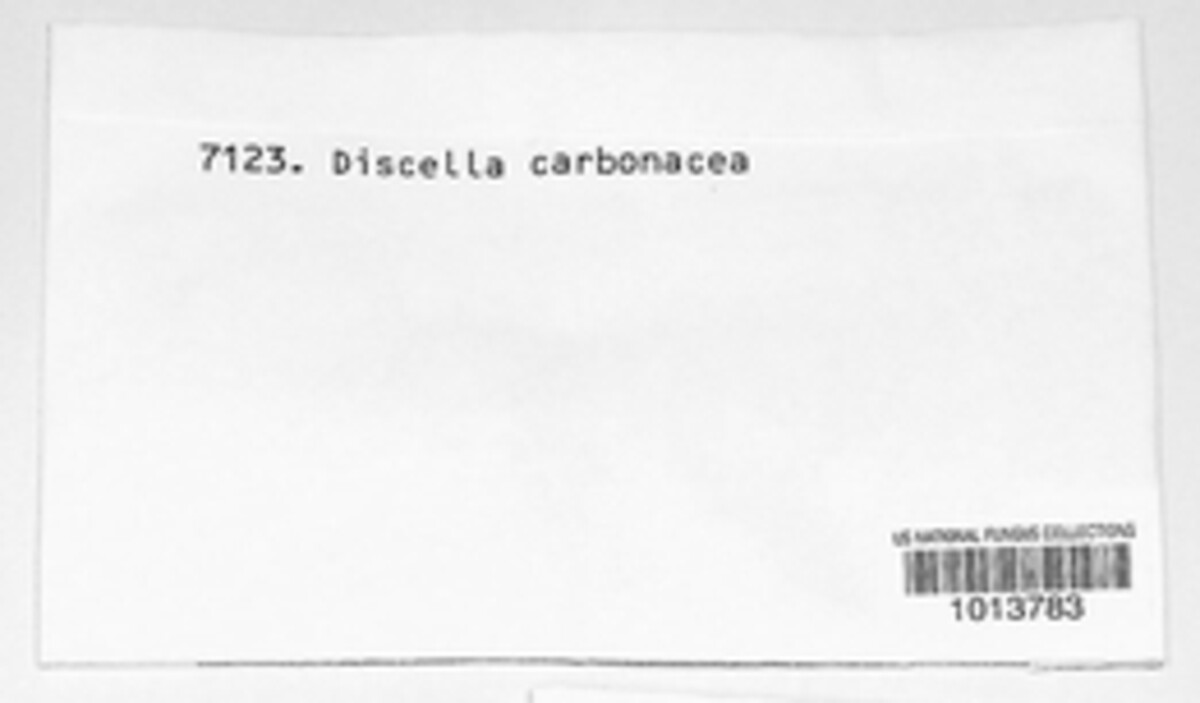 7123. Discella carbonacea
US NATIONAL FUNGUS COLLECTIONS
1013783